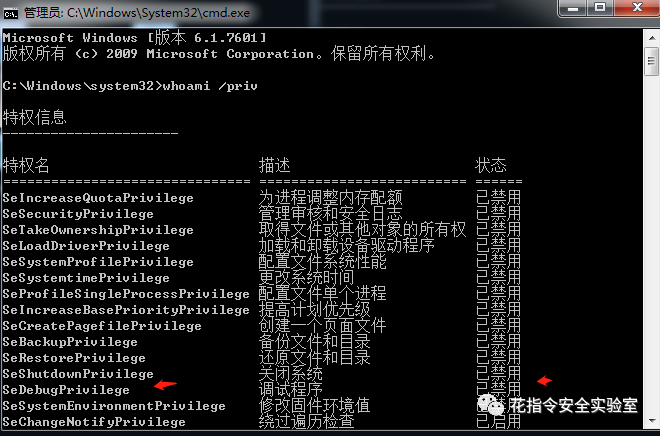 管理员: C:\Windows\System32\cmd.exe
Microsoft Windows [版本 6.1.7601]
版权所有 (c) 2009 Microsoft Corporation。保留所有权利。
C:\Windows\system32>whoami /priv
特权信息
----------------------
特权名 描述 状态
=============================== ========================== ======
SeIncreaseQuotaPrivilege 为进程调整内存配额 已禁用
SeSecurityPrivilege 管理审核和安全日志 已禁用
SeTakeOwnershipPrivilege 取得文件或其他对象的所有权 已禁用
SeLoadDriverPrivilege 加载和卸载设备驱动程序 已禁用
SeSystemProfilePrivilege 配置文件系统性能 已禁用
SeSystemtimePrivilege 更改系统时间 已禁用
SeProfileSingleProcessPrivilege 配置文件单个进程 已禁用
SeIncreaseBasePriorityPrivilege 提高计划优先级 已禁用
SeCreatePagefilePrivilege 创建一个页面文件 已禁用
SeBackupPrivilege 备份文件和目录 已禁用
SeRestorePrivilege 还原文件和目录 已禁用
SeShutdownPrivilege 关闭系统 已禁用
SeDebugPrivilege 调试程序 已禁用
SeSystemEnvironmentPrivilege 修改固件环境值 已禁用
SeChangeNotifyPrivilege 绕过遍历检查 已启用
花指令安全实验室